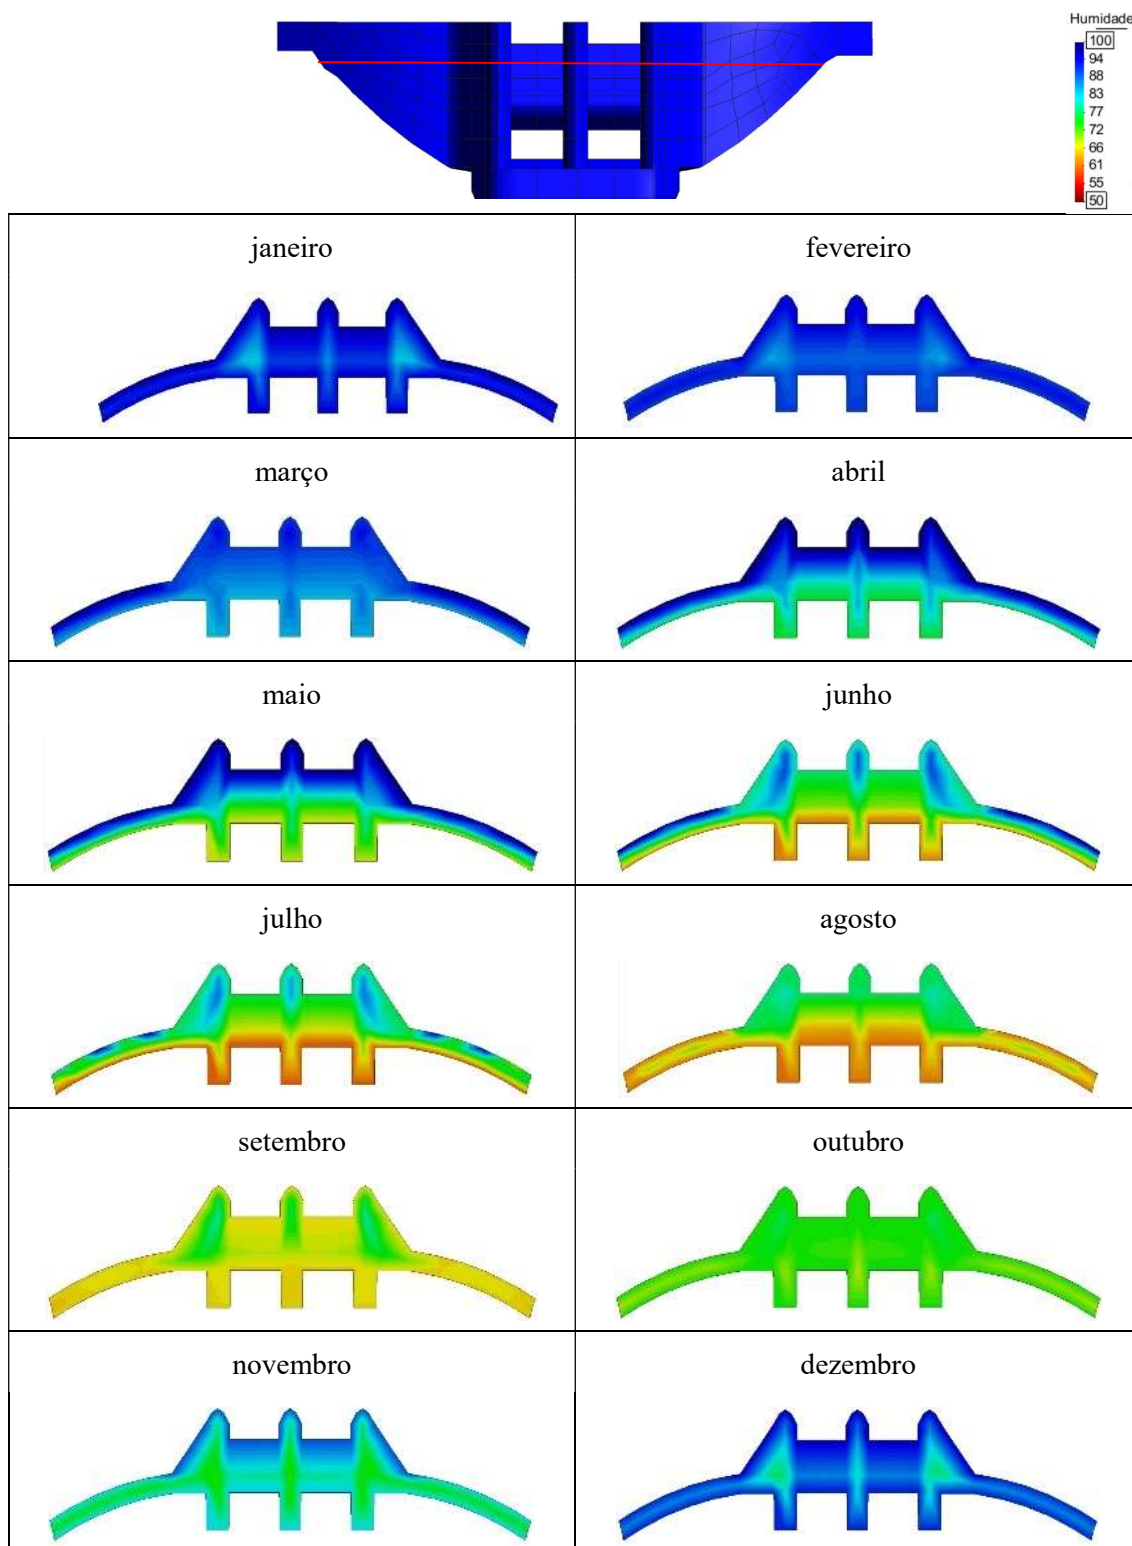 Humidade
100
94
88
83
77
72
66
61
55
50
janeiro
fevereiro
março
abril
maio
junho
julho
agosto
setembro
outubro
novembro
dezembro